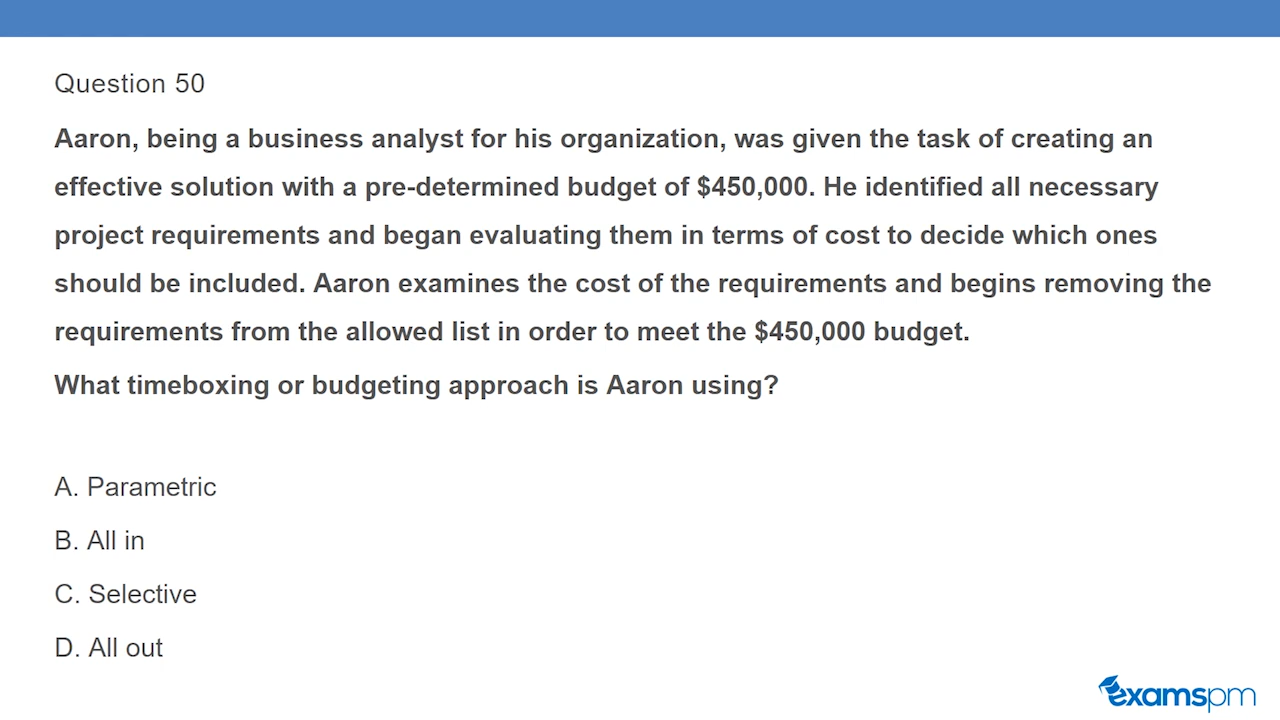 Question 50
Aaron, being a business analyst for his organization, was given the task of creating an
effective solution with a pre-determined budget of $450,000. He identified all necessary
project requirements and began evaluating them in terms of cost to decide which ones
should be included. Aaron examines the cost of the requirements and begins removing the
requirements from the allowed list in order to meet the $450,000 budget.
What timeboxing or budgeting approach is Aaron using?
A. Parametric
B. All in
C. Selective
D. All out
examspm